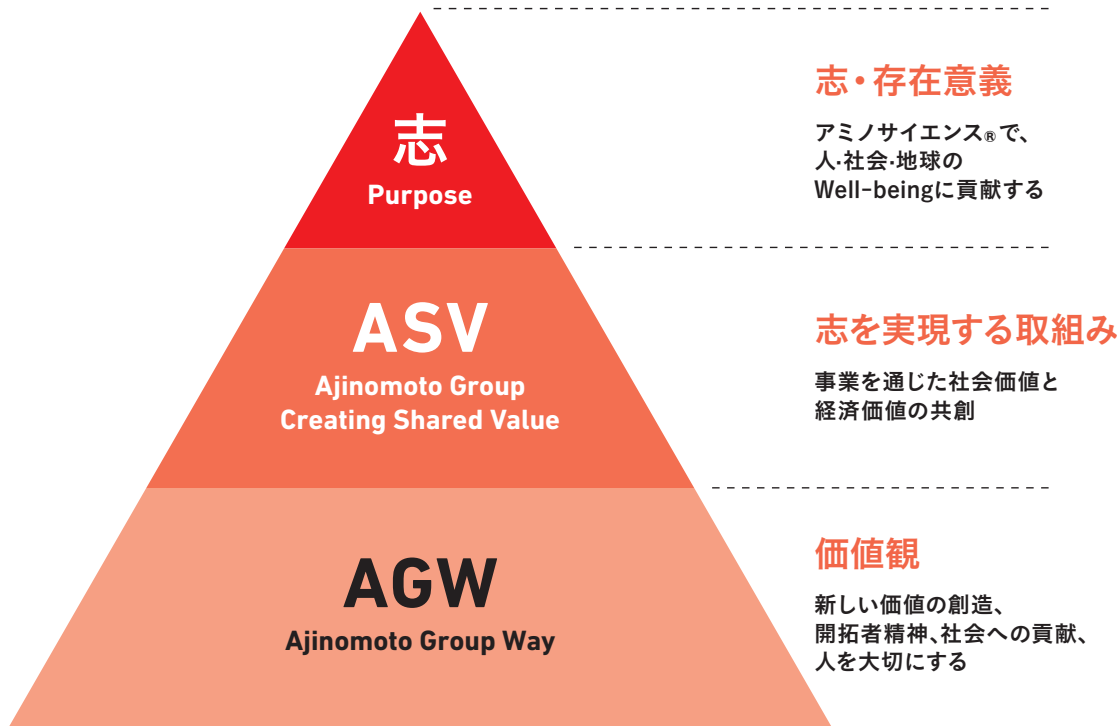 志
Purpose
志・存在意義
アミノサイエンス®で、
人・社会・地球の
Well-beingに貢献する
ASV
Ajinomoto Group
Creating Shared Value
志を実現する取組み
事業を通じた社会価値と
経済価値の共創
AGW
Ajinomoto Group Way
価値観
新しい価値の創造、
開拓者精神、社会への貢献、
人を大切にする